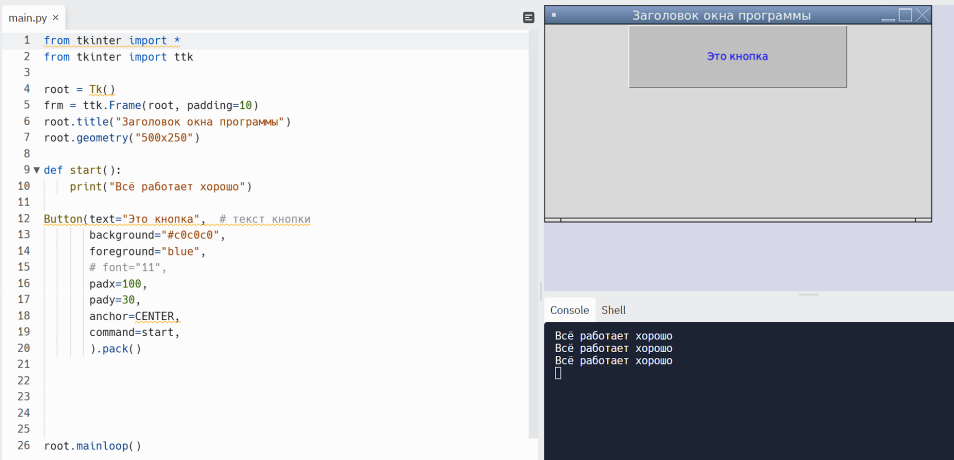 main.py ×
1 from tkinter import *
2 from tkinter import ttk
3
4 root = Tk()
5 frm = ttk.Frame(root, padding=10)
6 root.title("Заголовок окна программы")
7 root.geometry("500x250")
8
9 def start():
10 print("Всё работает хорошо")
11
12 Button(text="Это кнопка",  # текст кнопки
13 background="#c0c0c0",
14 foreground="blue",
15 # font="11",
16 padx=100,
17 pady=30,
18 anchor=CENTER,
19 command=start,
20 ).pack()
21
22
23
24
25
26 root.mainloop()
Заголовок окна программы
Это кнопка
Console Shell
Всё работает хорошо
Всё работает хорошо
Всё работает хорошо